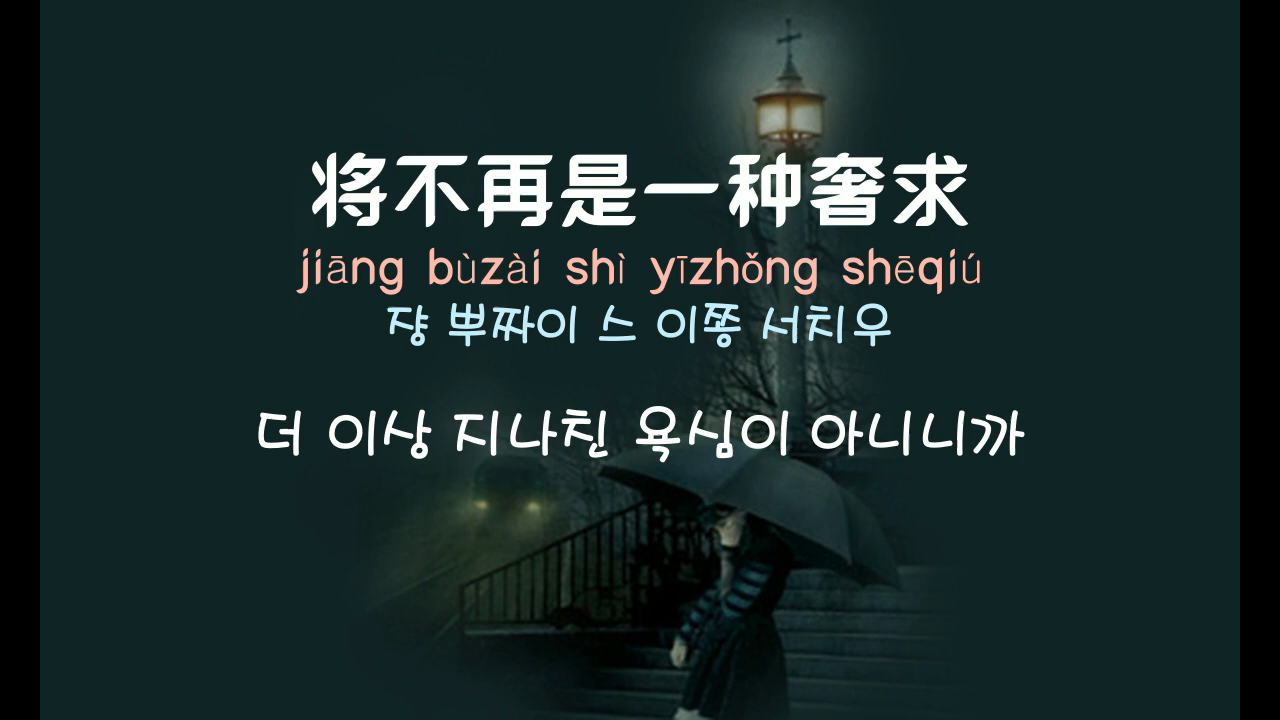 将不再是一种奢求
jiāng bùzài shì yīzhǒng shēqiú
쟝 뿌짜이 스 이쫑 서치우
더 이상 지나친 욕심이 아니니까